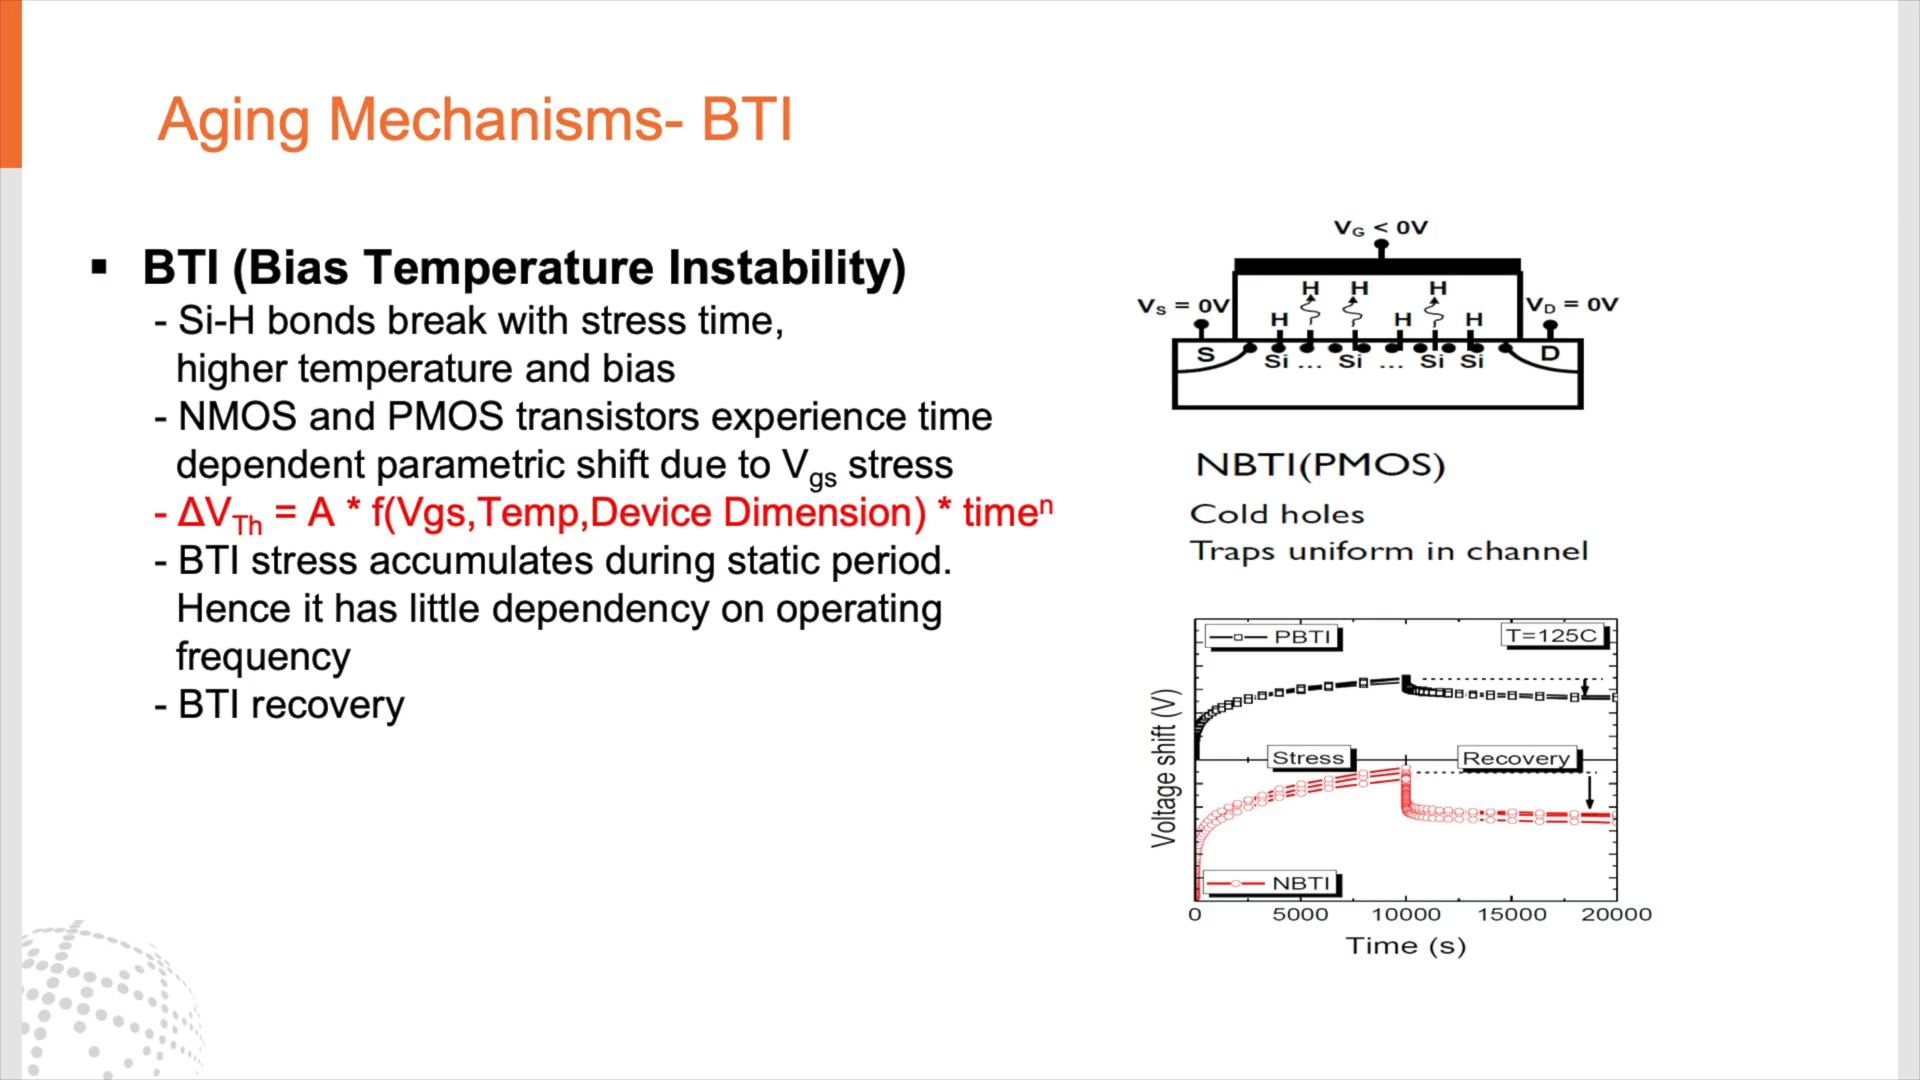 Aging Mechanisms- BTI
▪ BTI (Bias Temperature Instability)
- Si-H bonds break with stress time,
higher temperature and bias
- NMOS and PMOS transistors experience time
dependent parametric shift due to Vgs stress
- ΔVTh = A * f(Vgs,Temp,Device Dimension) * timeⁿ
- BTI stress accumulates during static period.
Hence it has little dependency on operating
frequency
- BTI recovery
VG < 0V
VS = 0V
VD = 0V
H H H
H H H
S D
Si ... Si ... Si Si
NBTI(PMOS)
Cold holes
Traps uniform in channel
PBTI
T=125C
Voltage shift (V)
Stress
Recovery
NBTI
0 5000 10000 15000 20000
Time (s)